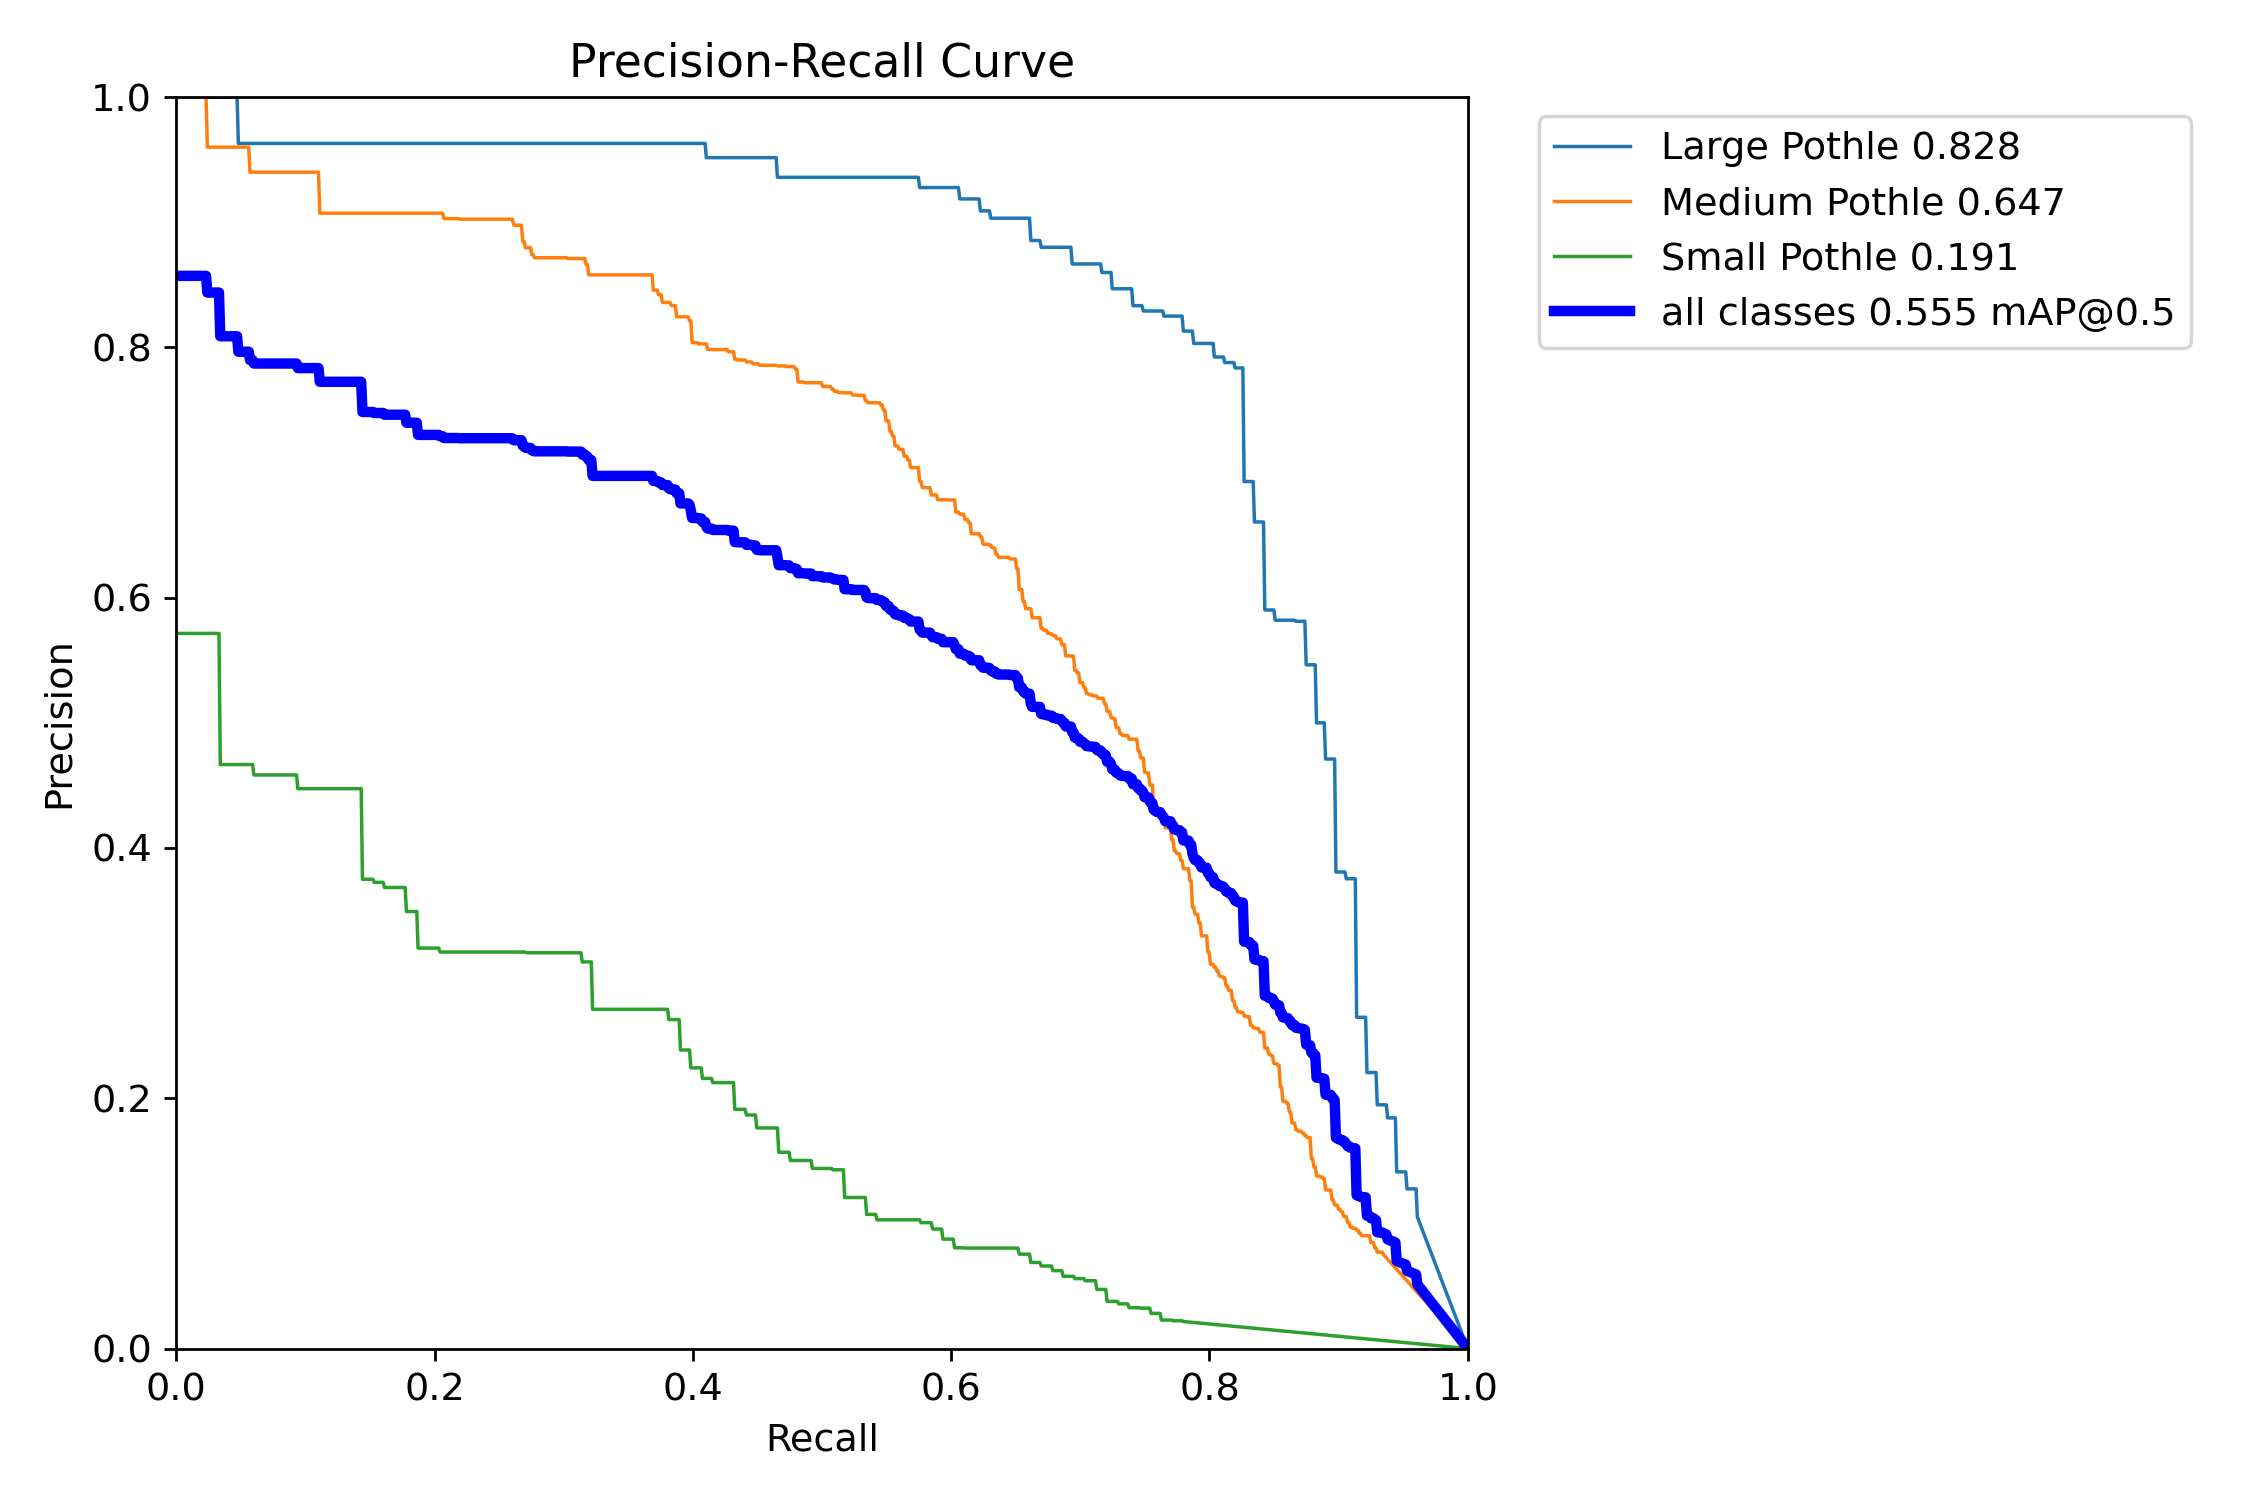 Precision-Recall Curve
1.0
0.8
0.6
0.4
0.2
0.0
Precision
0.0 0.2 0.4 0.6 0.8 1.0
Recall
Large Pothle 0.828
Medium Pothle 0.647
Small Pothle 0.191
all classes 0.555 mAP@0.5